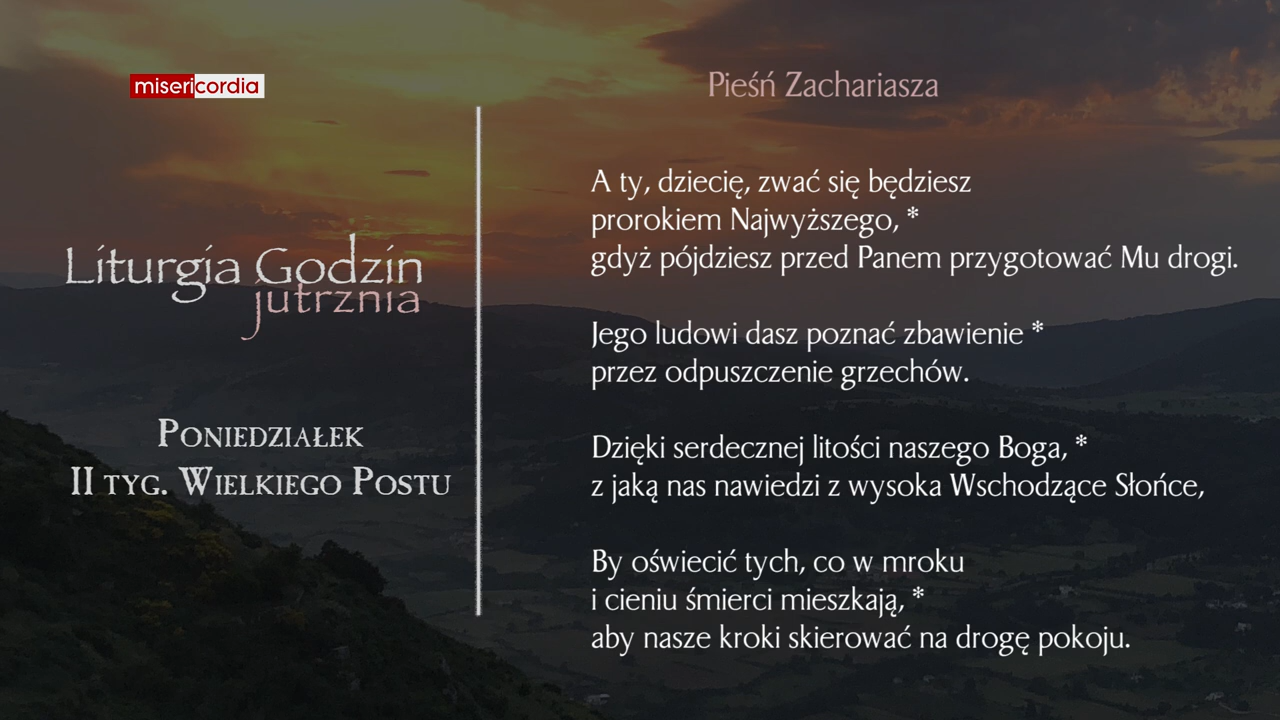 misericordia
Liturgia Godzin
jutrznia
Poniedziałek
II tyg. Wielkiego Postu
Pieśń Zachariasza
A ty, dziecię, zwać się będziesz
prorokiem Najwyższego, *
gdyż pójdziesz przed Panem przygotować Mu drogi.
Jego ludowi dasz poznać zbawienie *
przez odpuszczenie grzechów.
Dzięki serdecznej litości naszego Boga, *
z jaką nas nawiedzi z wysoka Wschodzące Słońce,
By oświecić tych, co w mroku
i cieniu śmierci mieszkają, *
aby nasze kroki skierować na drogę pokoju.